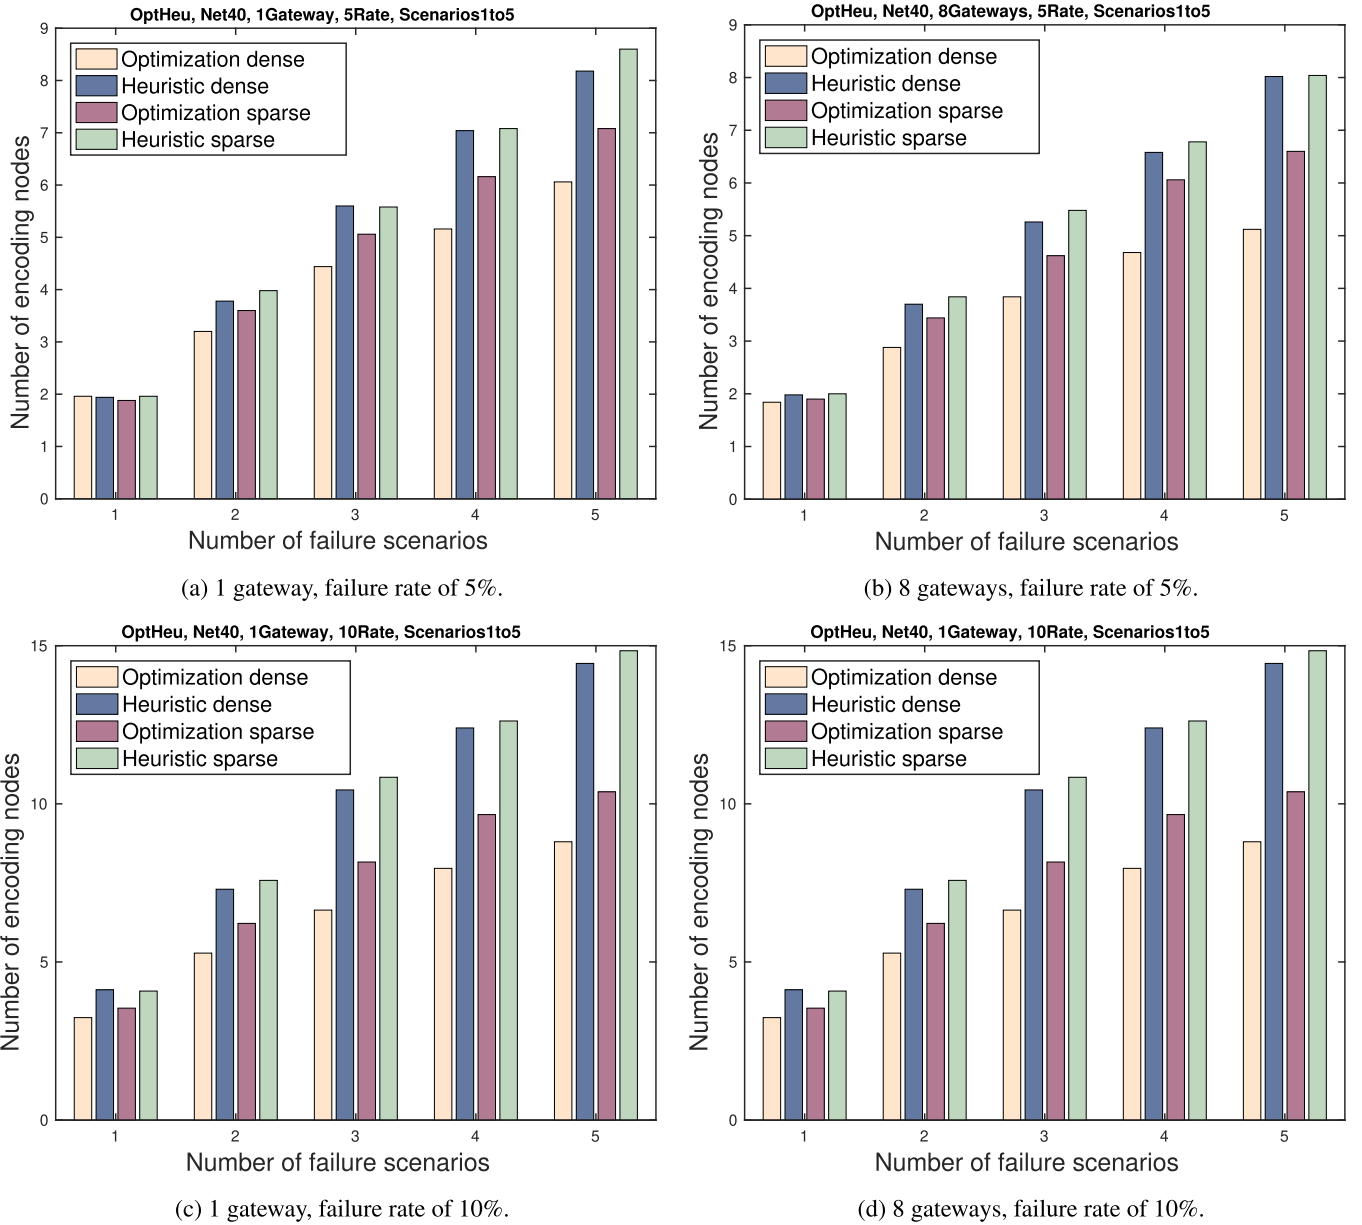 OptHeu, Net40, 1Gateway, 5Rate, Scenarios1to5
9
8
7
6
5
4
3
2
1
0
Number of encoding nodes
Optimization dense
Heuristic dense
Optimization sparse
Heuristic sparse
1 2 3 4 5
Number of failure scenarios
(a) 1 gateway, failure rate of 5%.
OptHeu, Net40, 8Gateways, 5Rate, Scenarios1to5
9
8
7
6
5
4
3
2
1
0
Number of encoding nodes
Optimization dense
Heuristic dense
Optimization sparse
Heuristic sparse
1 2 3 4 5
Number of failure scenarios
(b) 8 gateways, failure rate of 5%.
OptHeu, Net40, 1Gateway, 10Rate, Scenarios1to5
15
10
5
0
Number of encoding nodes
Optimization dense
Heuristic dense
Optimization sparse
Heuristic sparse
1 2 3 4 5
Number of failure scenarios
(c) 1 gateway, failure rate of 10%.
OptHeu, Net40, 1Gateway, 10Rate, Scenarios1to5
15
10
5
0
Number of encoding nodes
Optimization dense
Heuristic dense
Optimization sparse
Heuristic sparse
1 2 3 4 5
Number of failure scenarios
(d) 8 gateways, failure rate of 10%.